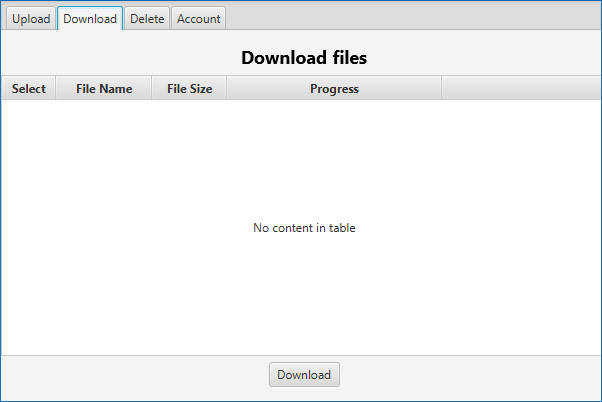 Upload Download Delete Account
Download files
Select File Name File Size Progress
No content in table
Download